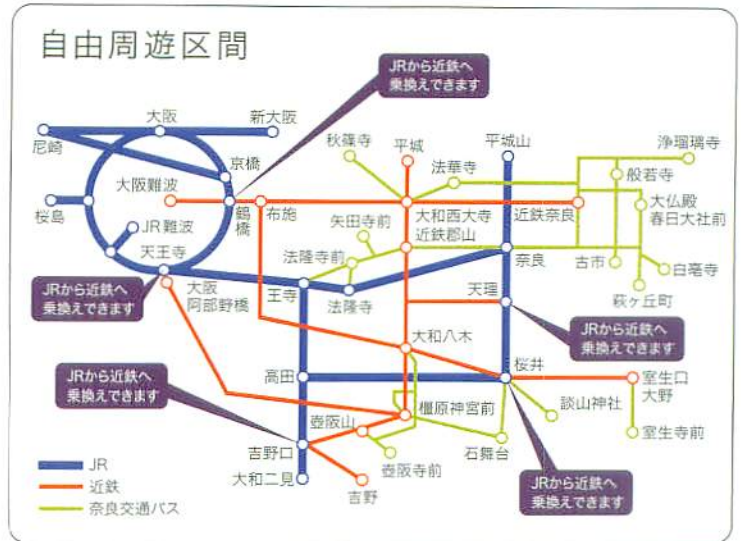 自由周遊区間
JRから近鉄へ
乗換えできます
大阪
新大阪
尼崎
京橋
大阪難波
鶴橋
布施
桜島
JR難波
天王寺
大阪
阿部野橋
JRから近鉄へ
乗換えできます
秋篠寺
平城
平城山
浄瑠璃寺
法華寺
般若寺
大和西大寺
近鉄奈良
大仏殿
春日大社前
矢田寺前
近鉄郡山
法隆寺前
奈良
古市
白毫寺
王寺
法隆寺
天理
萩ヶ丘町
JRから近鉄へ
乗換えできます
大和八木
桜井
高田
室生口
大野
JRから近鉄へ
乗換えできます
橿原神宮前
談山神社
壺阪山
室生寺前
吉野口
石舞台
壺阪寺前
大和二見
吉野
JRから近鉄へ
乗換えできます
JR
近鉄
奈良交通バス